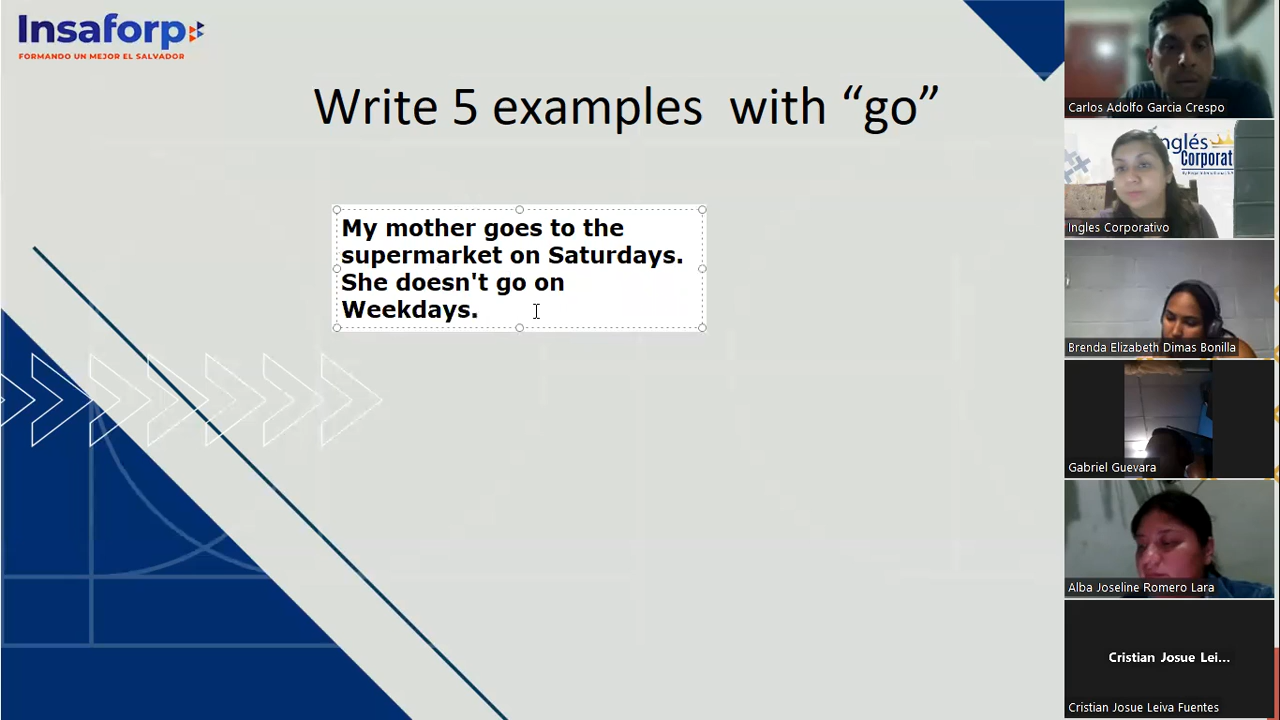 Insaforp
FORMANDO UN MEJOR EL SALVADOR
Write 5 examples with “go”
My mother goes to the
supermarket on Saturdays.
She doesn't go on
Weekdays.
Carlos Adolfo Garcia Crespo
nglés
Corporat
Ingles Corporativo
Brenda Elizabeth Dimas Bonilla
Gabriel Guevara
Alba Joseline Romero Lara
Cristian Josue Lei...
Cristian Josue Leiva Fuentes